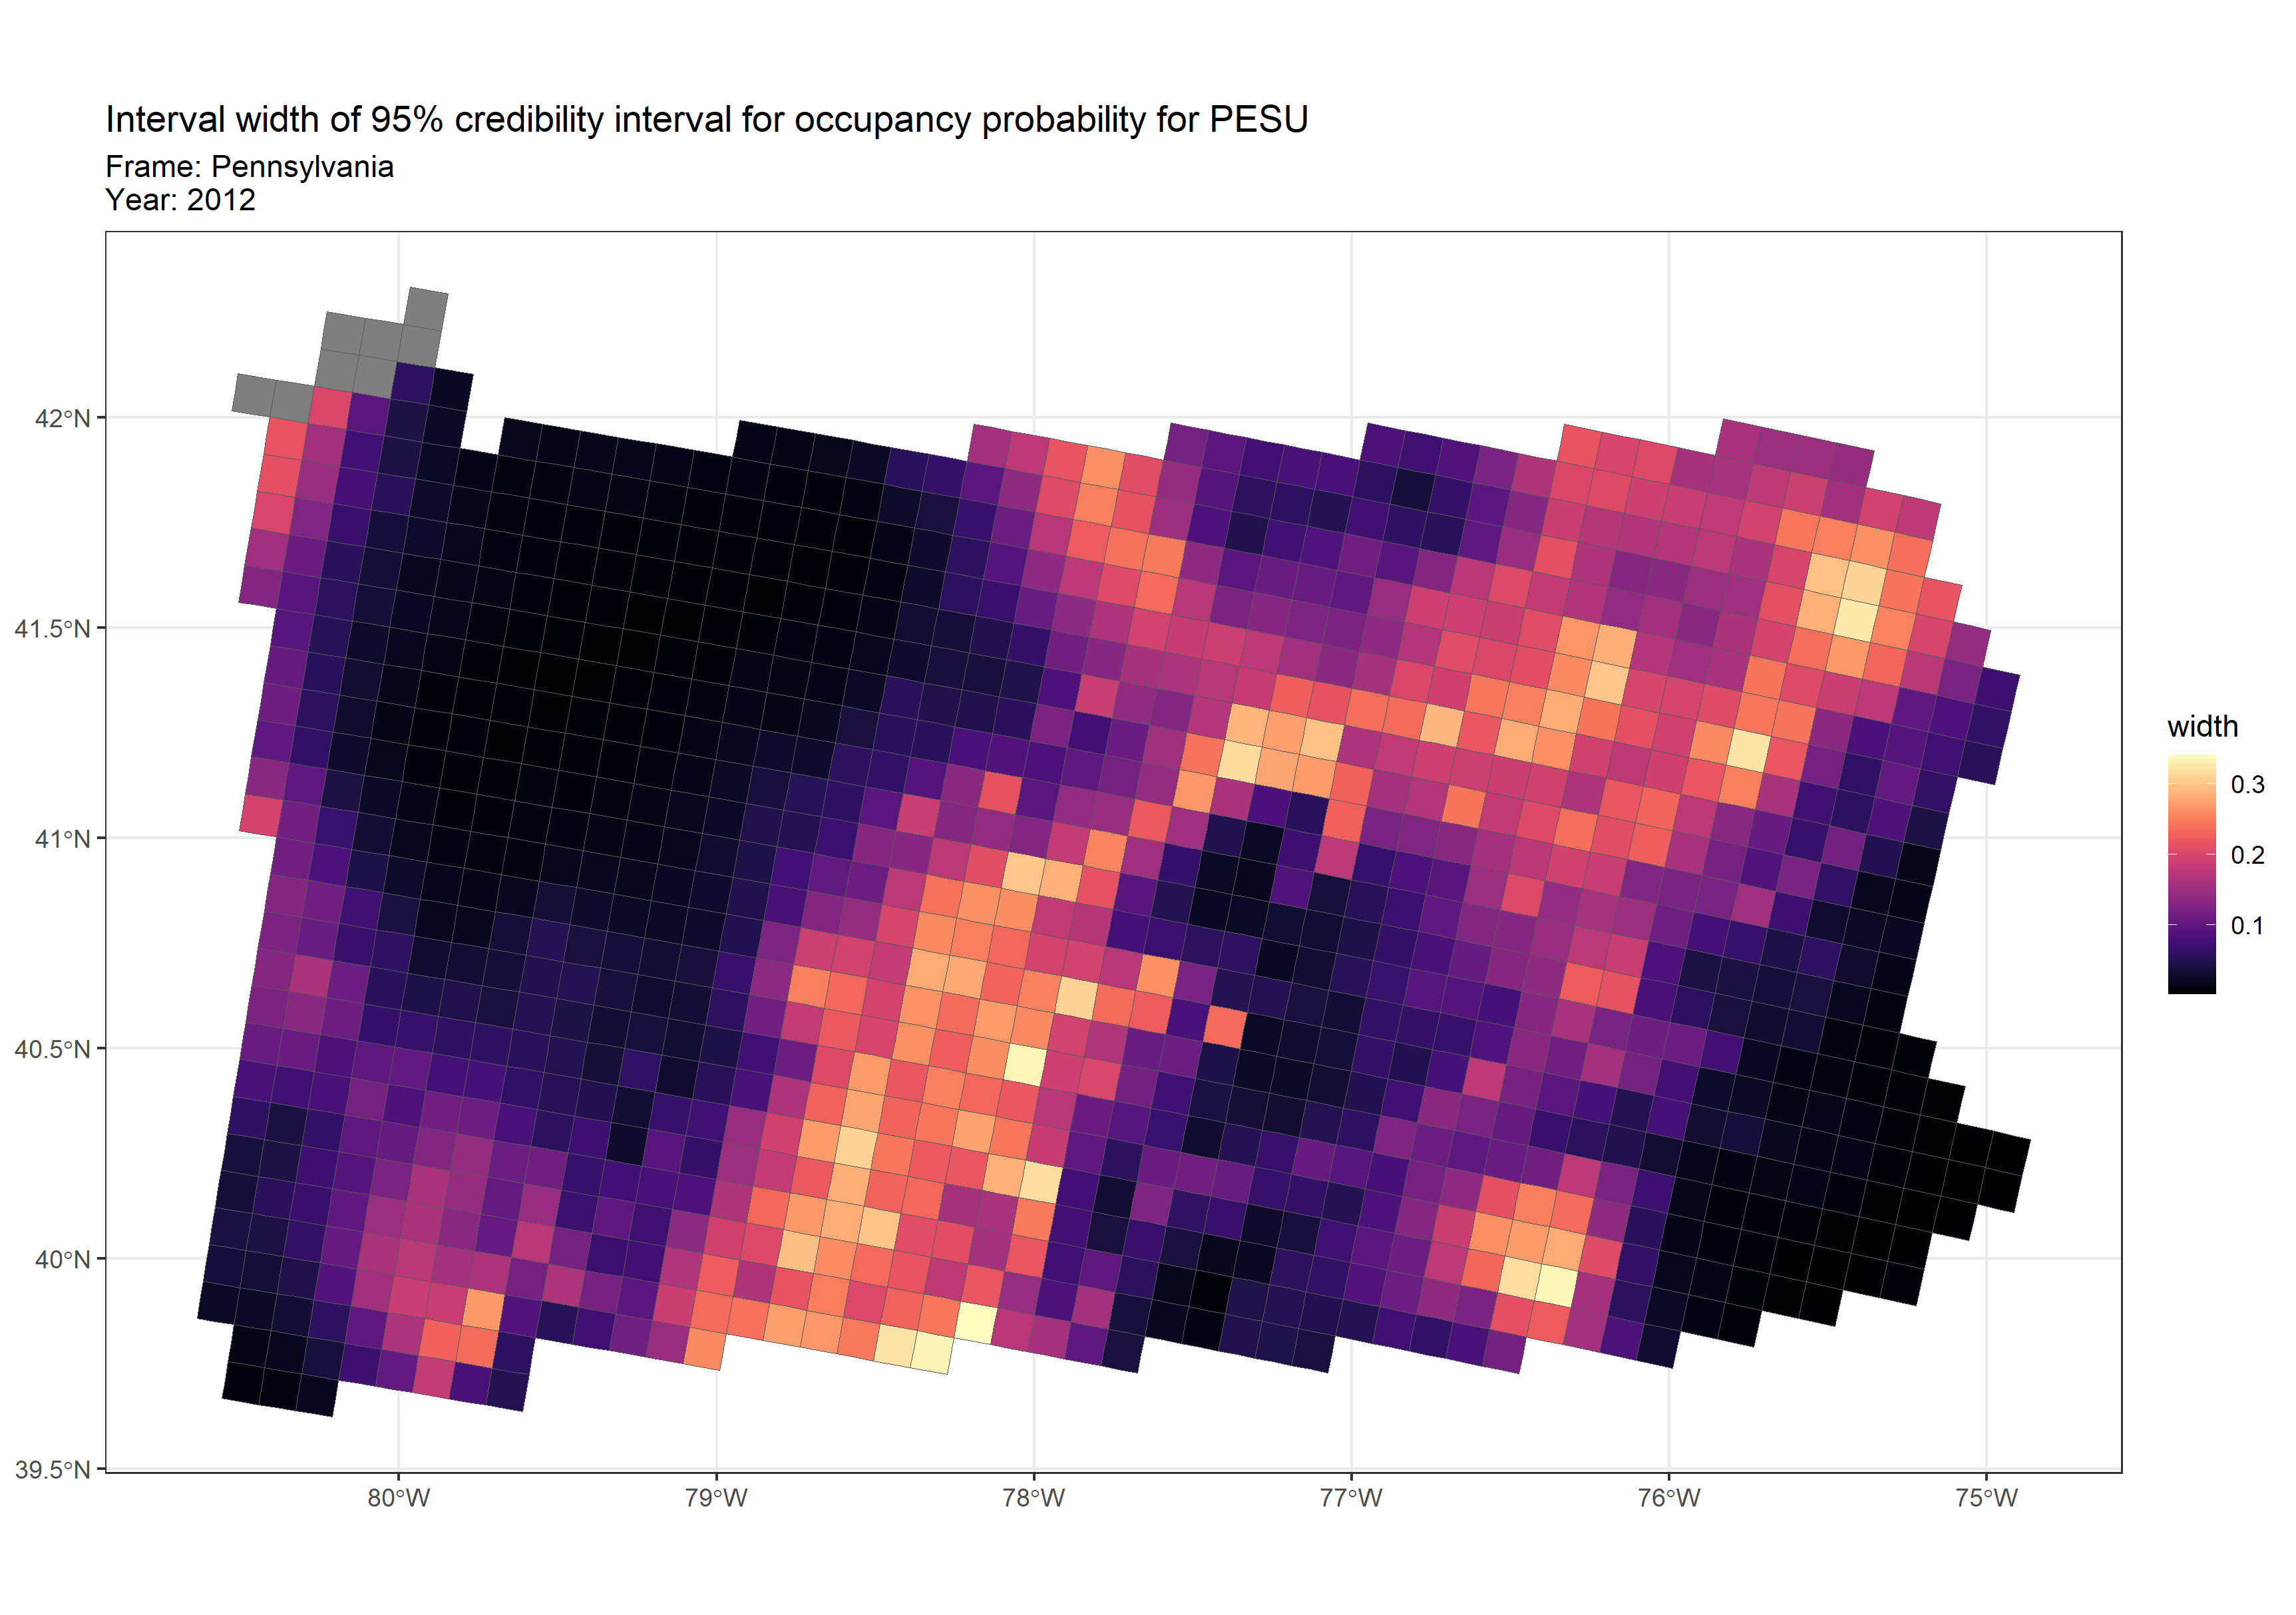 Interval width of 95% credibility interval for occupancy probability for PESU
Frame: Pennsylvania
Year: 2012
42°N
41.5°N
41°N
40.5°N
40°N
39.5°N
80°W
79°W
78°W
77°W
76°W
75°W
width
0.3
0.2
0.1